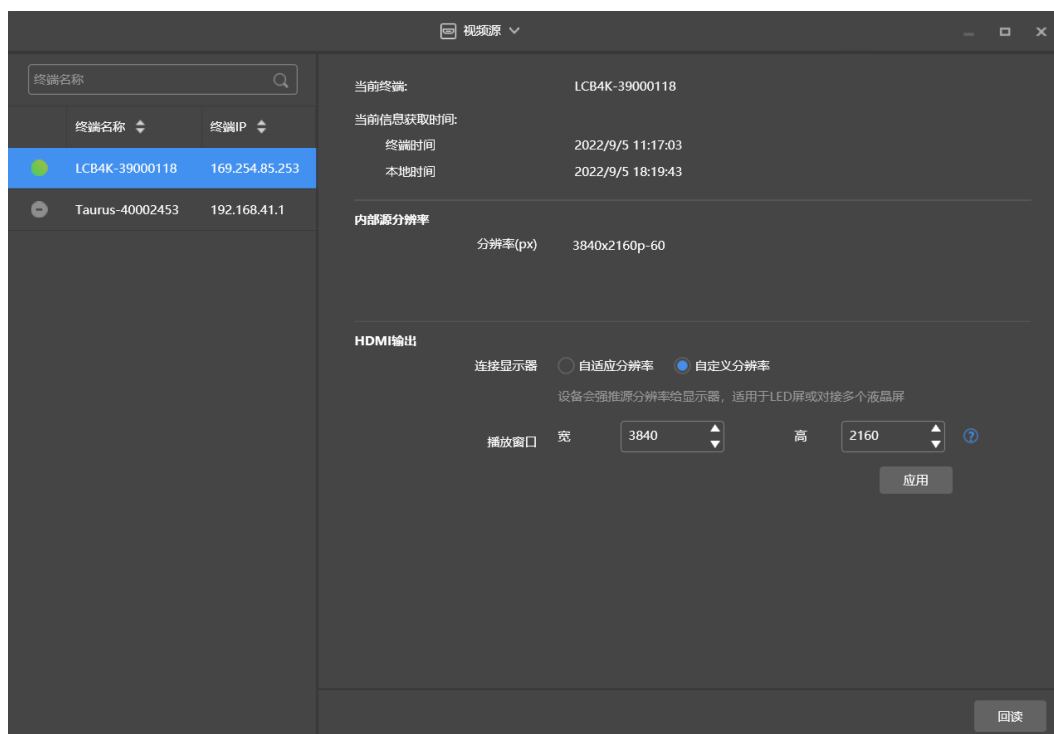 视频源
终端名称
终端名称 终端IP
LCB4K-39000118 169.254.85.253
Taurus-40002453 192.168.41.1
当前终端: LCB4K-39000118
当前信息获取时间:
终端时间 2022/9/5 11:17:03
本地时间 2022/9/5 18:19:43
内部源分辨率
分辨率(px) 3840x2160p-60
HDMI输出
连接显示器 自适应分辨率 自定义分辨率
设备会强推源分辨率给显示器，适用于LED屏或对接多个液晶屏
播放窗口 宽 3840 高 2160 ?
应用
回读